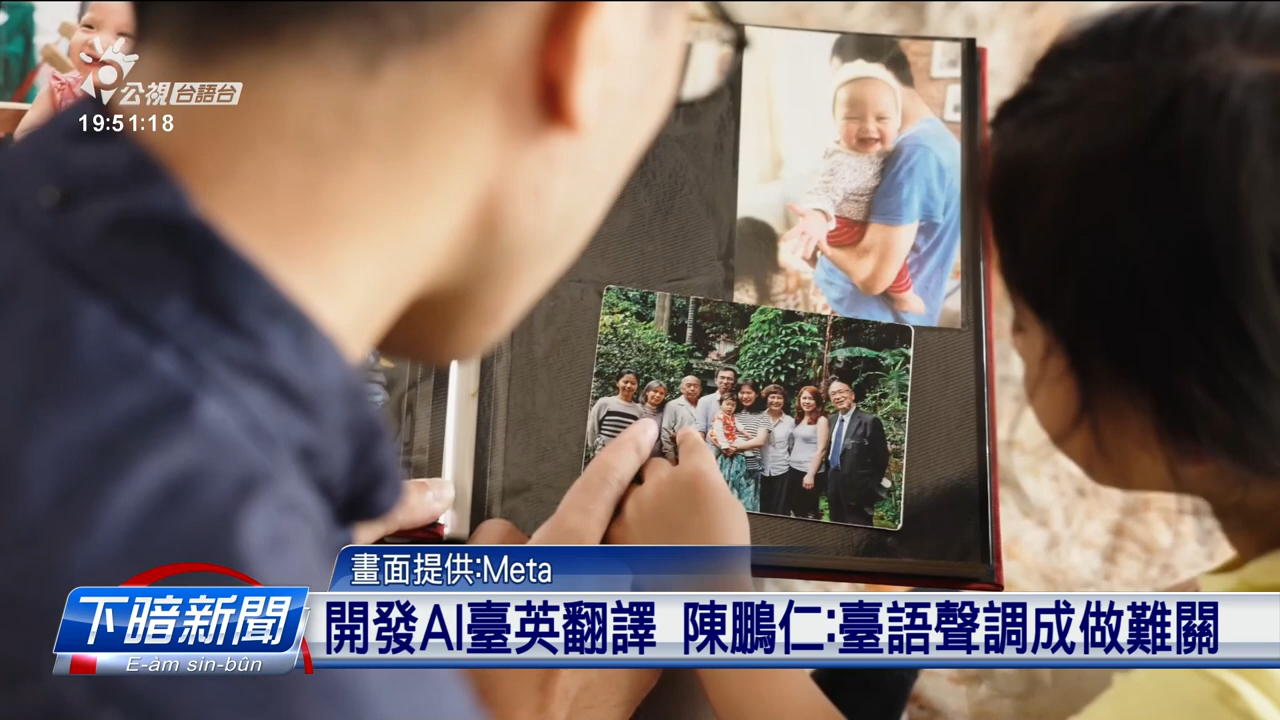 公視台語台
19:51:18
畫面提供:Meta
下暗新聞
E-àm sin-bûn
開發AI臺英翻譯 陳鵬仁:臺語聲調成做難關